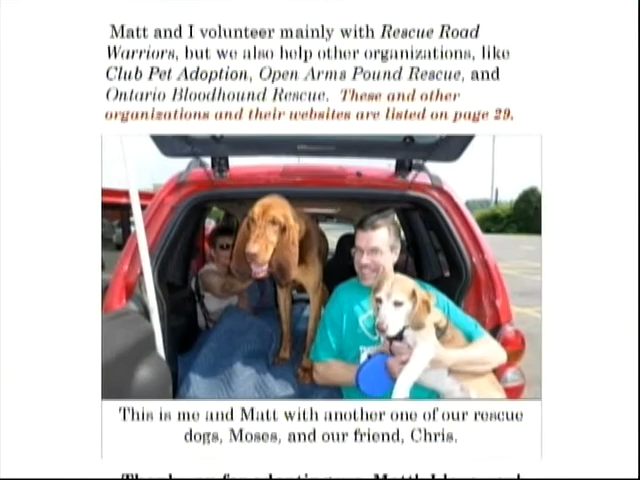 Matt and I volunteer mainly with Rescue Road
Warriors, but we also help other organizations, like
Club Pet Adoption, Open Arms Pound Rescue, and
Ontario Bloodhound Rescue. These and other
organizations and their websites are listed on page 29.
This is me and Matt with another one of our rescue
dogs, Moses, and our friend, Chris.